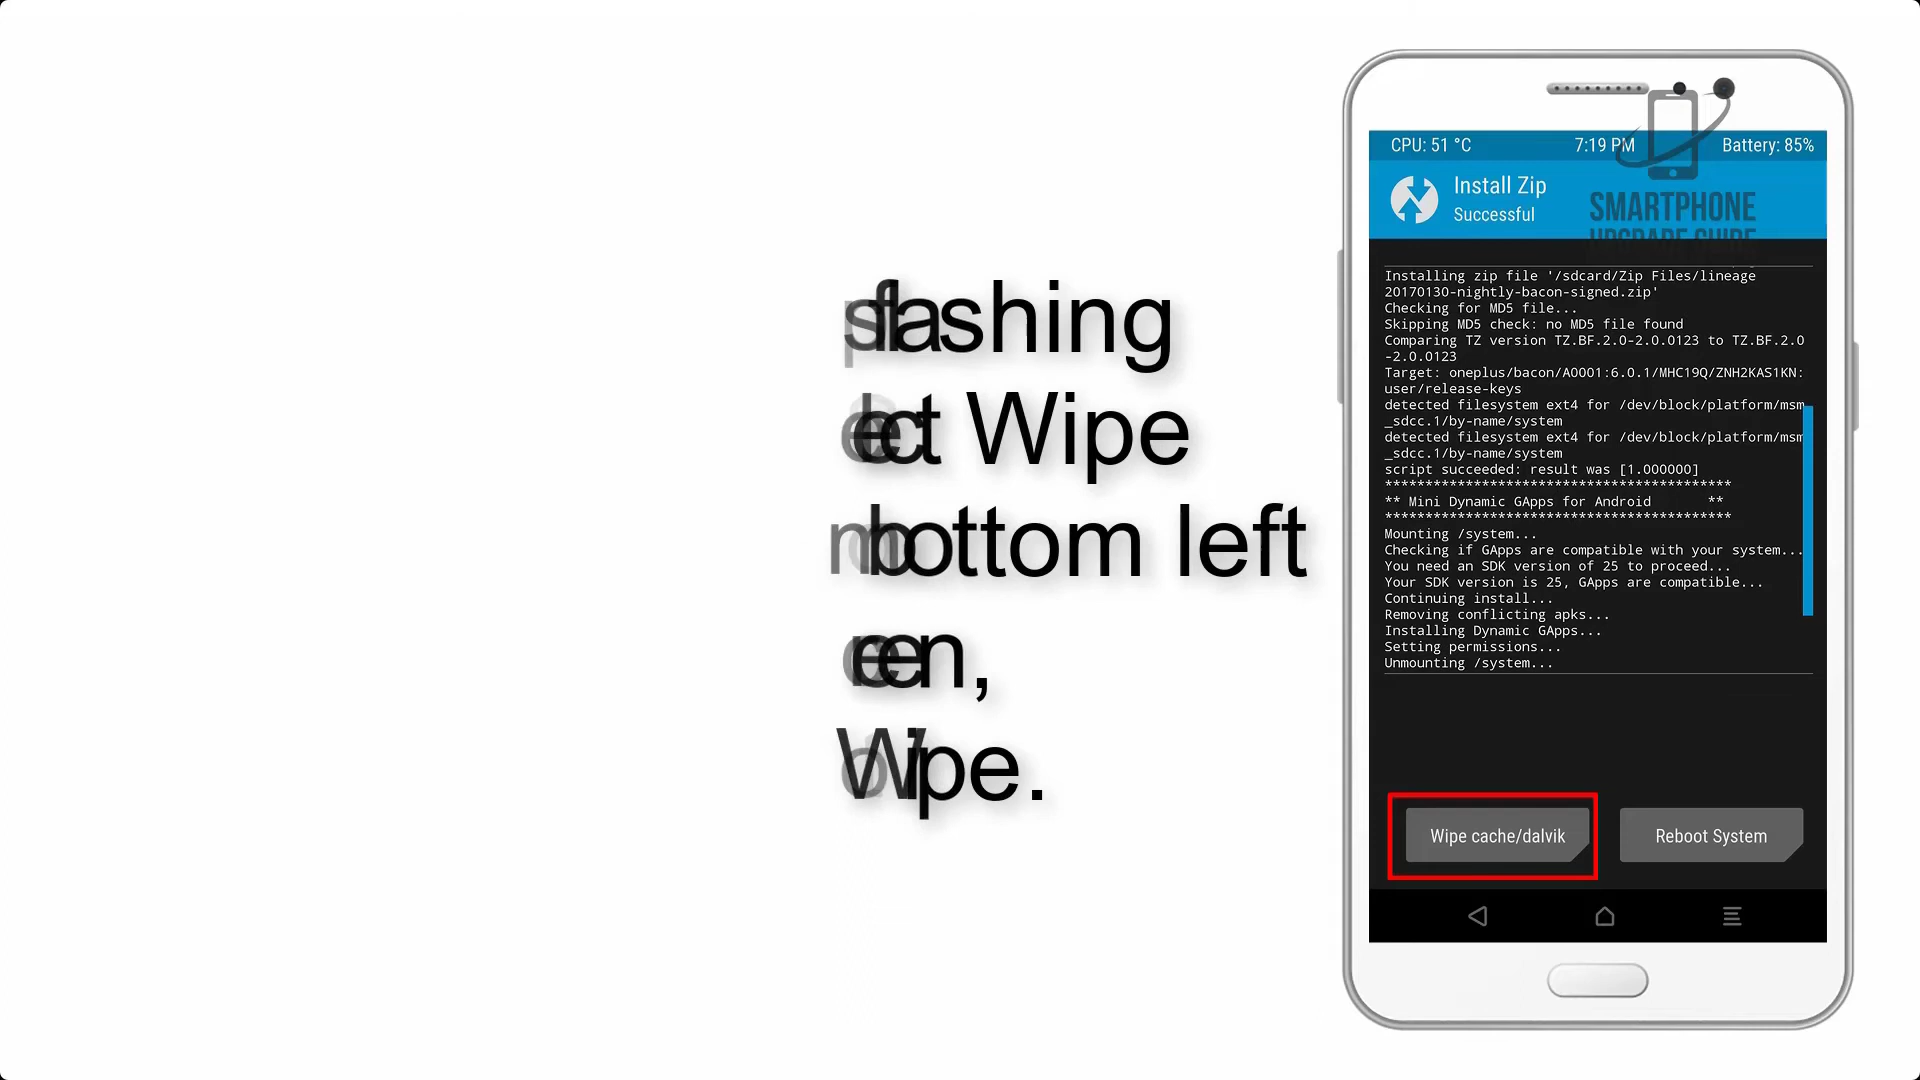 flashing
Wipe
bottom left
Wipe.
CPU: 51 °C 7:19 PM Battery: 85%
Install Zip
Successful
SMARTPHONE
UPGRADE GUIDE
Installing zip file '/sdcard/Zip Files/lineage
20170130-nightly-bacon-signed.zip'
Checking for MD5 file...
Skipping MD5 check: no MD5 file found
Comparing TZ version TZ.BF.2.0-2.0.0123 to TZ.BF.2.0
-2.0.0123
Target: oneplus/bacon/A0001:6.0.1/MHC19Q/ZNH2KAS1KN:
user/release-keys
detected filesystem ext4 for /dev/block/platform/msm
_sdcc.1/by-name/system
detected filesystem ext4 for /dev/block/platform/msm
_sdcc.1/by-name/system
script succeeded: result was [1.000000]
*******************************************
** Mini Dynamic GApps for Android **
*******************************************
Mounting /system...
Checking if GApps are compatible with your system...
You need an SDK version of 25 to proceed...
Your SDK version is 25, GApps are compatible...
Continuing install...
Removing conflicting apks...
Installing Dynamic GApps...
Setting permissions...
Unmounting /system...
Wipe cache/dalvik Reboot System